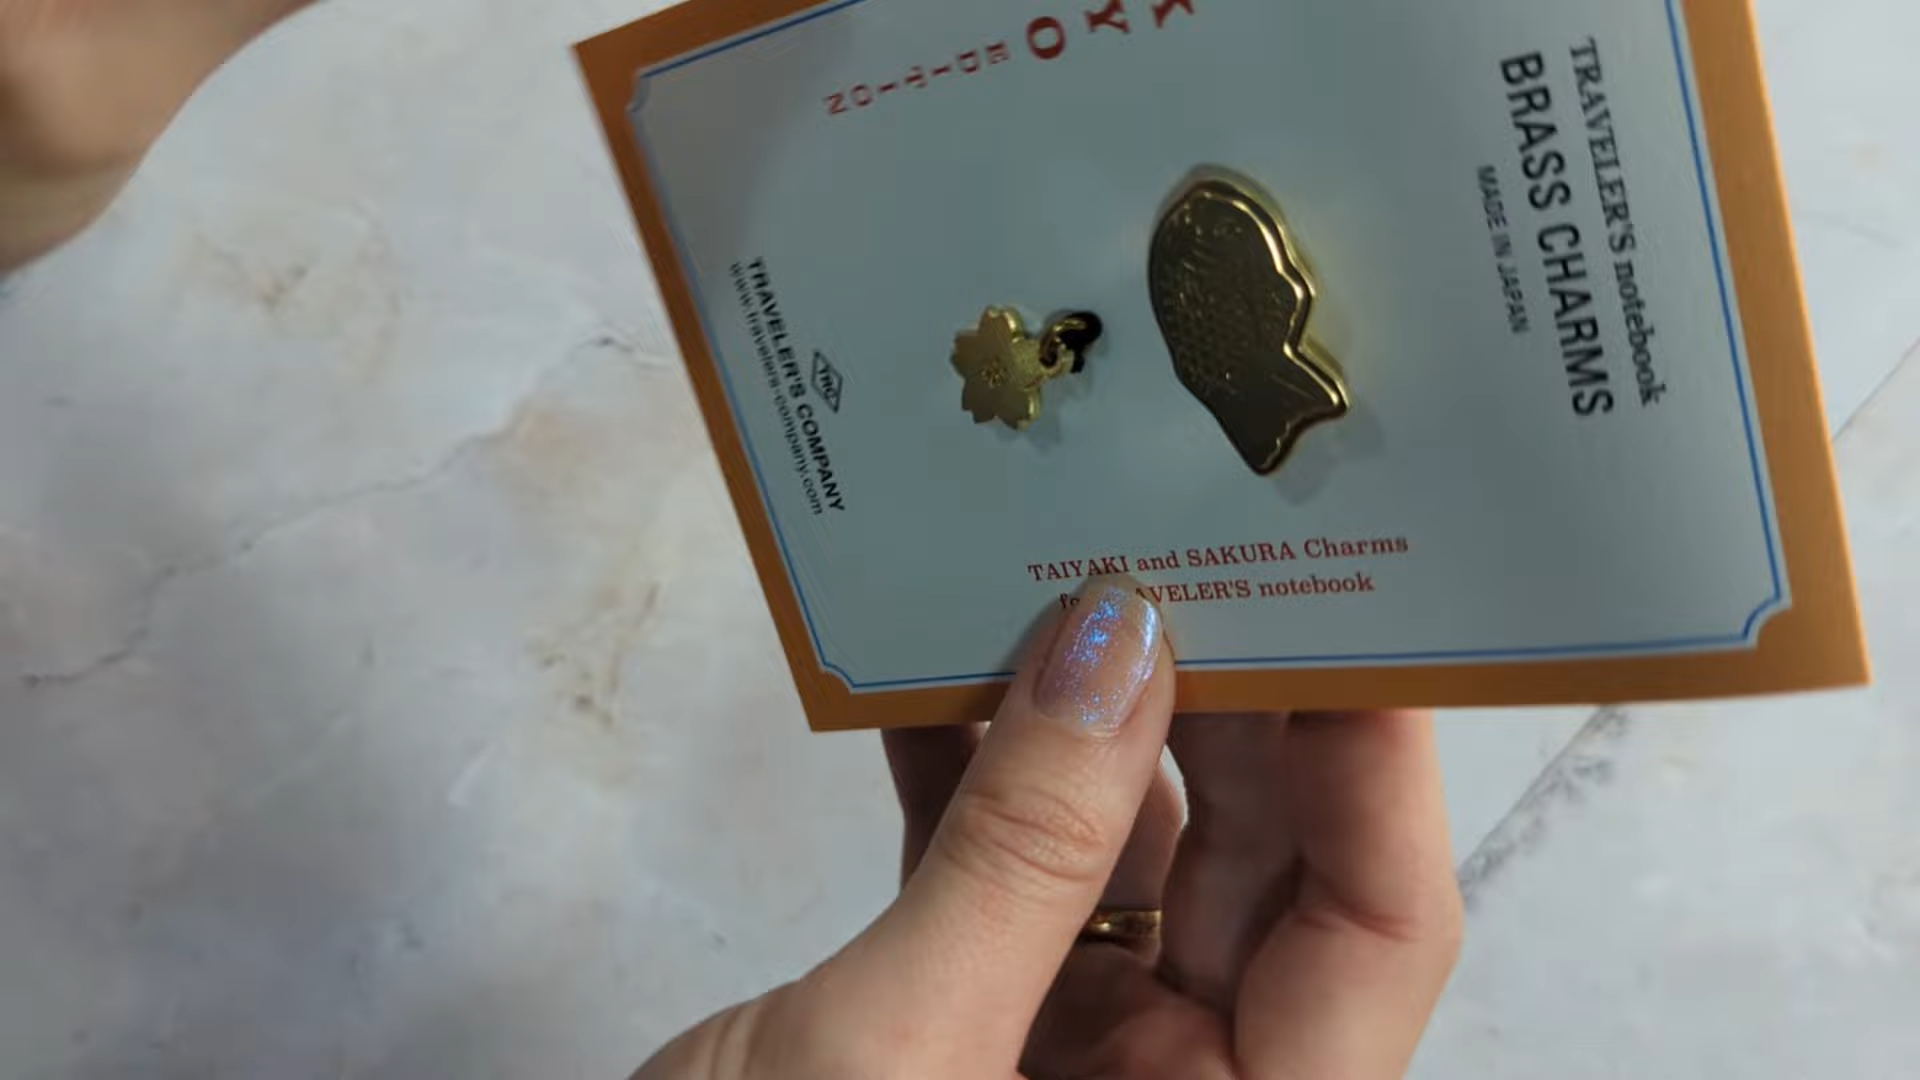 TRAVELER'S notebook
BRASS CHARMS
MADE IN JAPAN
K
Y
O
EDITION
TAIYAKI and SAKURA Charms
notebook
TRC
TRAVELER'S COMPANY
www.travelers-company.com